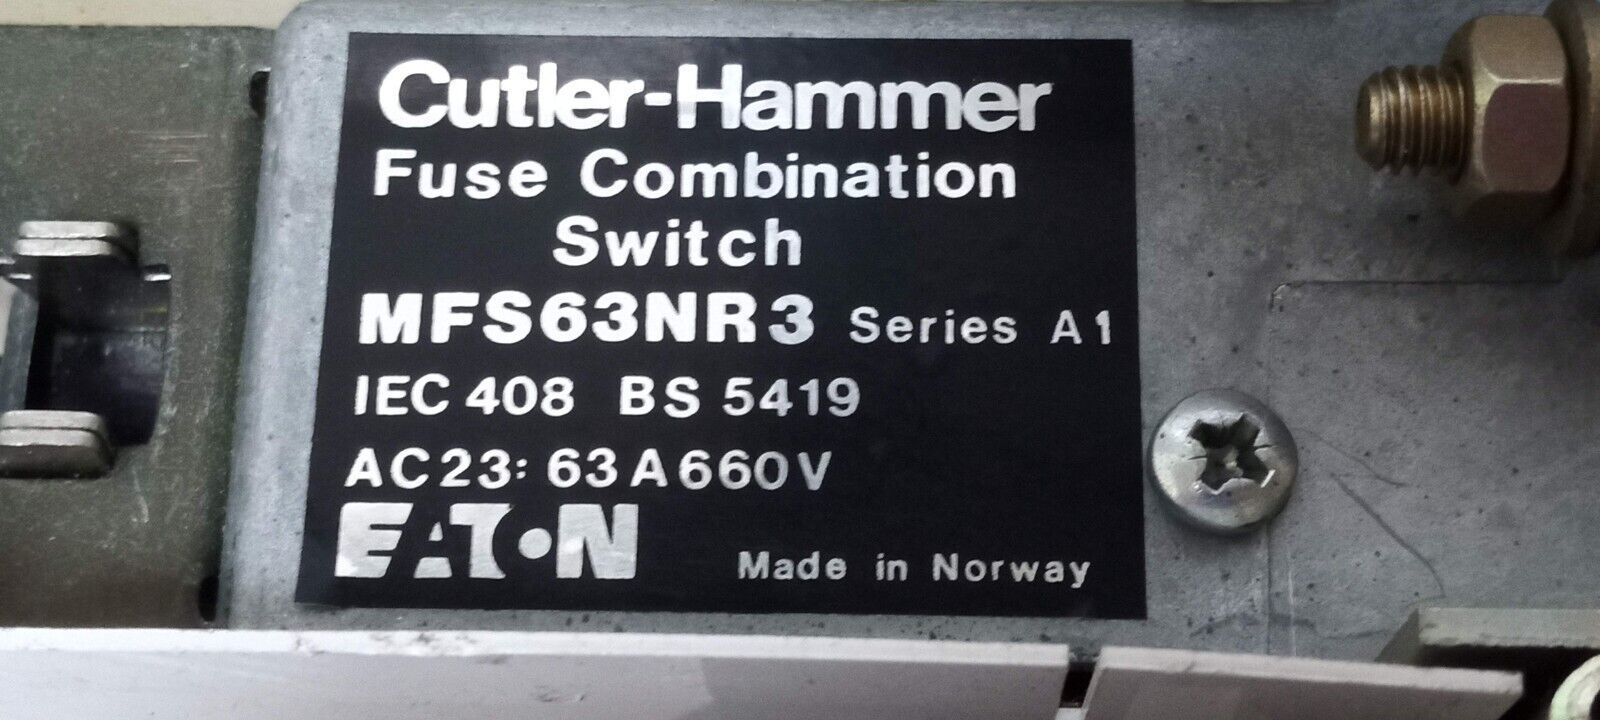 Cutler-Hammer
Fuse Combination
Switch
MFS63NR3 Series A1
IEC 408 BS 5419
AC23: 63A660V
EATON
Made in Norway